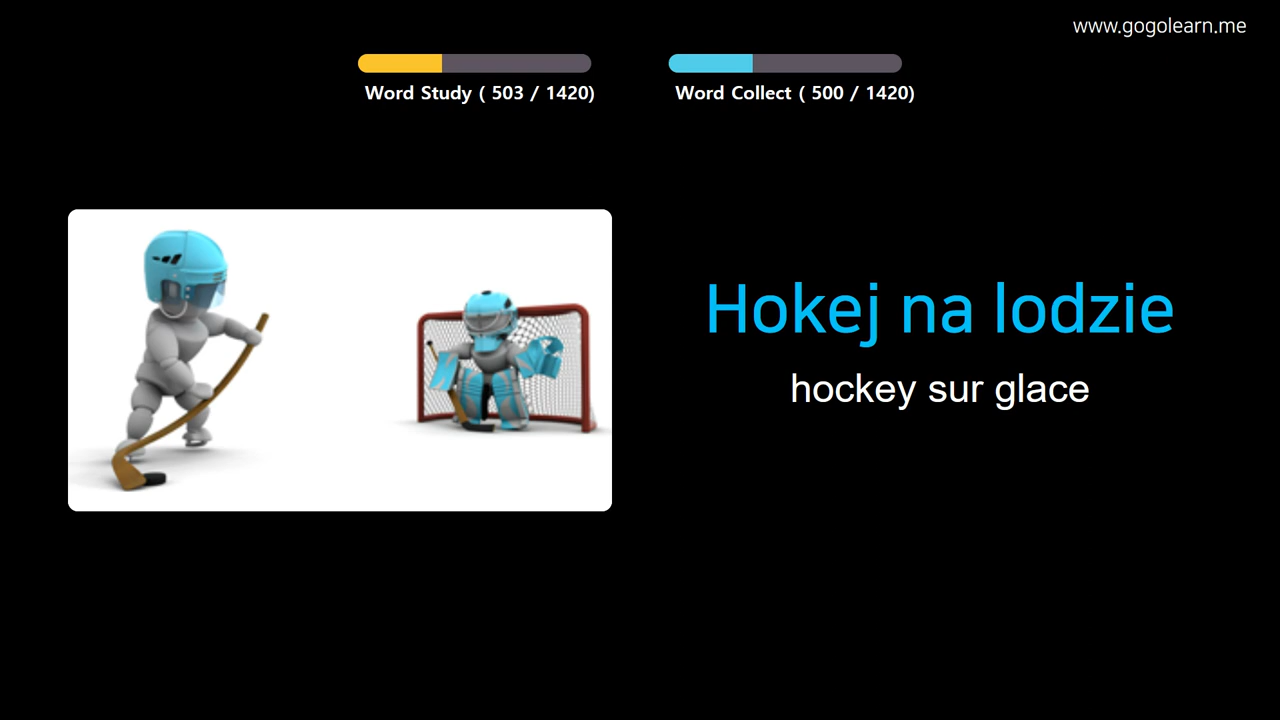 www.gogolearn.me
Word Study ( 503 / 1420)
Word Collect ( 500 / 1420)
Hokej na lodzie
hockey sur glace